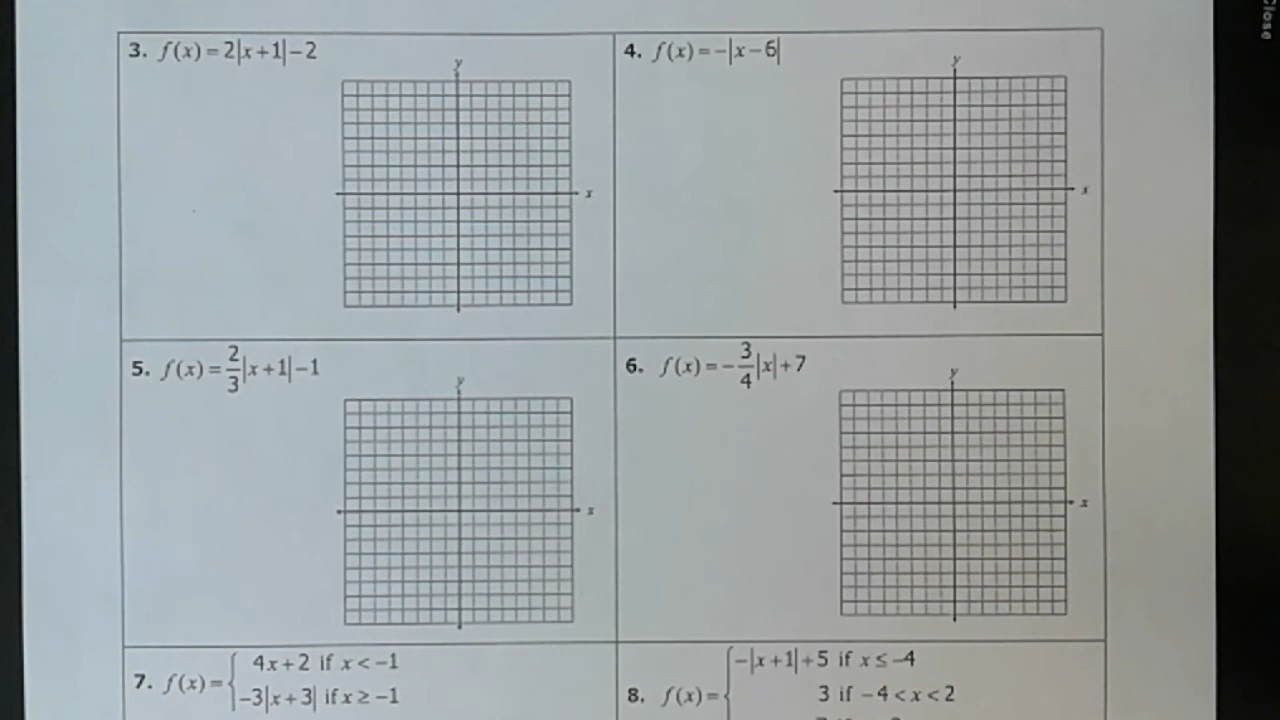 Close
3. f(x)=2|x+1|-2
y
x
4. f(x)=-|x-6|
y
x
5. f(x)=2/3|x+1|-1
y
x
6. f(x)=-3/4|x|+7
y
x
7. f(x)={4x+2 if x<-1
-3|x+3| if x≥-1
8. f(x)={-|x+1|+5 if x≤-4
3 if -4<x<2